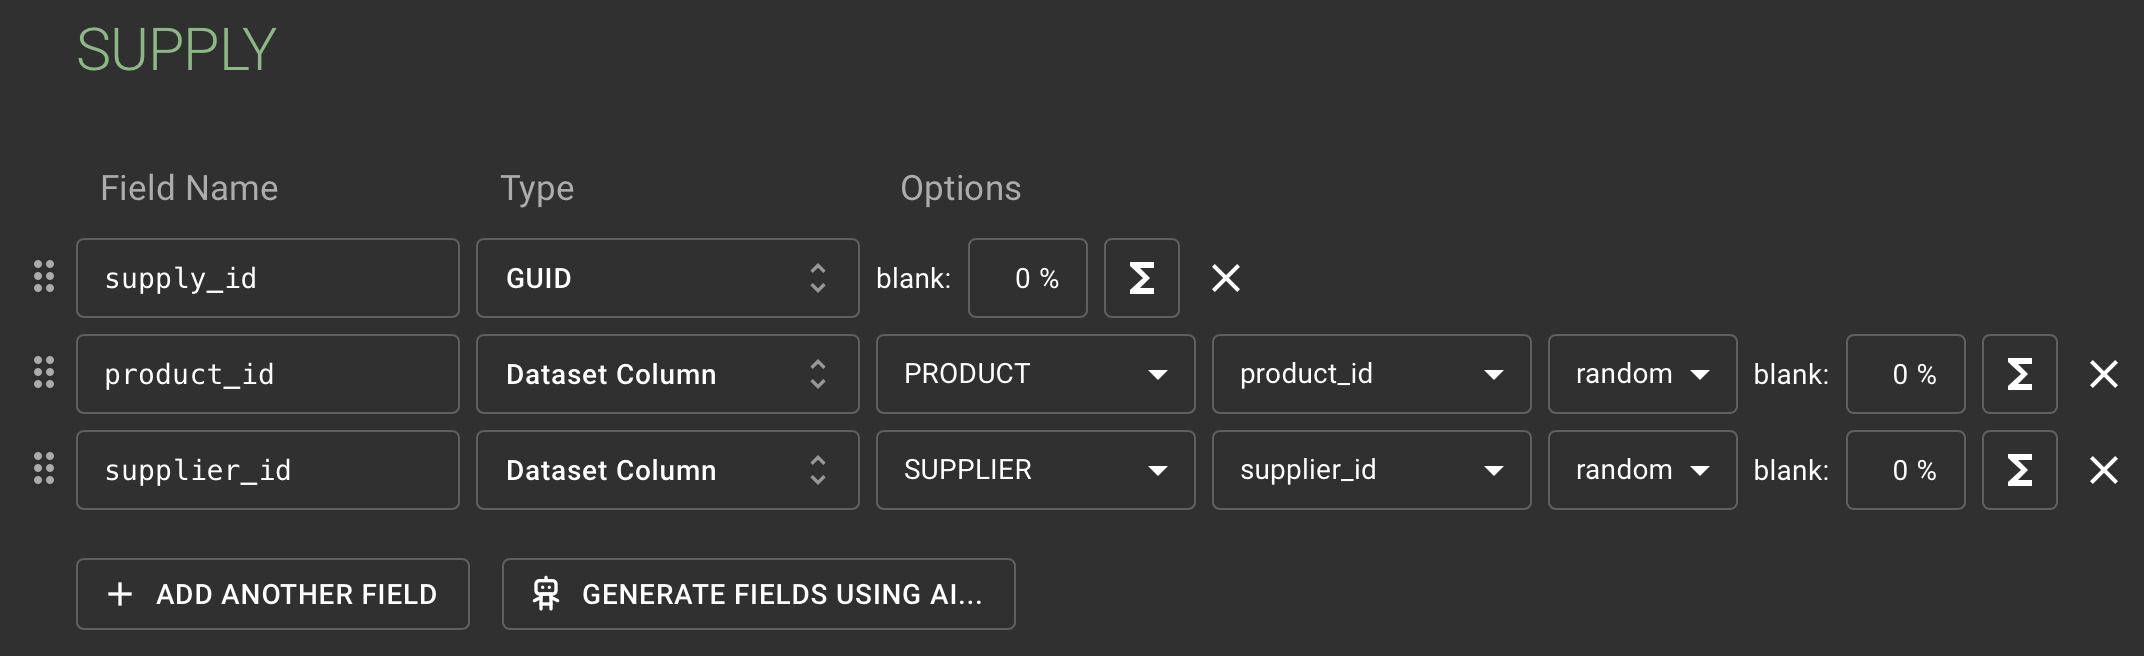 SUPPLY
Field Name Type Options
supply_id GUID blank: 0 % Σ
product_id Dataset Column PRODUCT product_id random blank: 0 % Σ
supplier_id Dataset Column SUPPLIER supplier_id random blank: 0 % Σ
+ ADD ANOTHER FIELD GENERATE FIELDS USING AI...